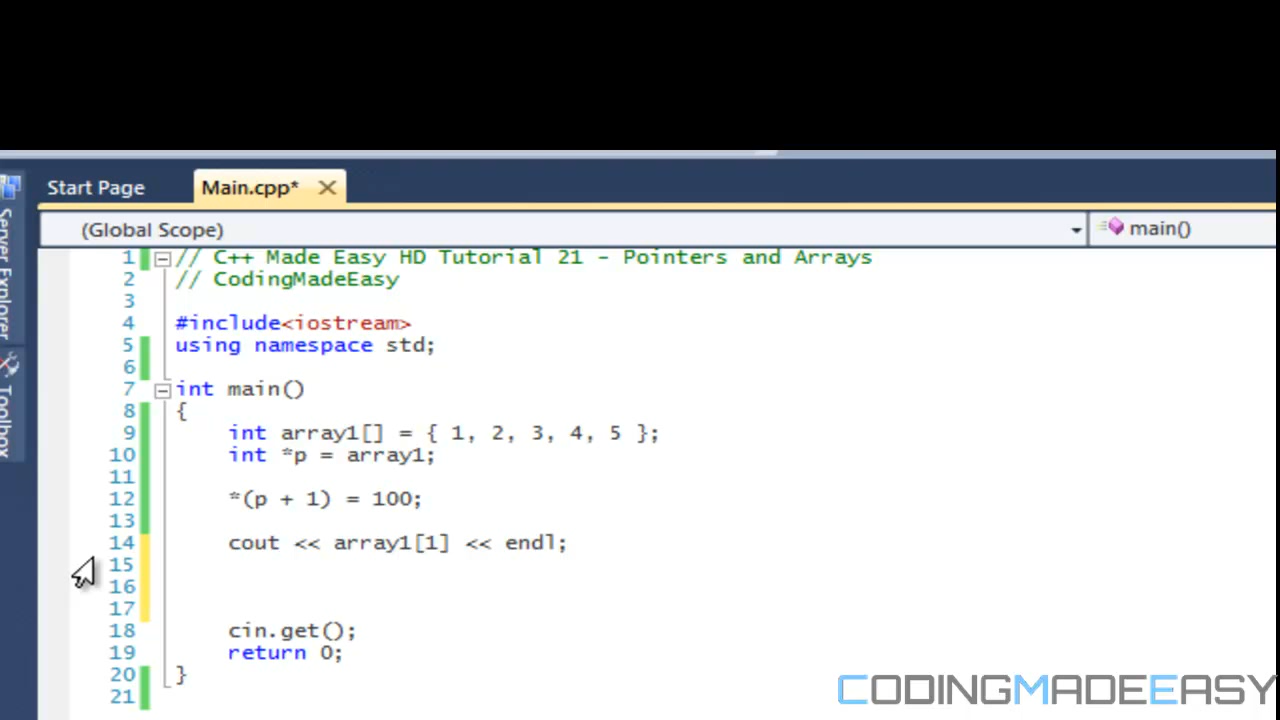 Start Page
Main.cpp*
Server Explorer
Toolbox
(Global Scope)
main()
1 // C++ Made Easy HD Tutorial 21 - Pointers and Arrays
2 // CodingMadeEasy
3
4 #include<iostream>
5 using namespace std;
6
7 int main()
8 {
9 int array1[] = { 1, 2, 3, 4, 5 };
10 int *p = array1;
11
12 *(p + 1) = 100;
13
14 cout << array1[1] << endl;
15
16
17
18 cin.get();
19 return 0;
20 }
21
CODINGMADEEASY